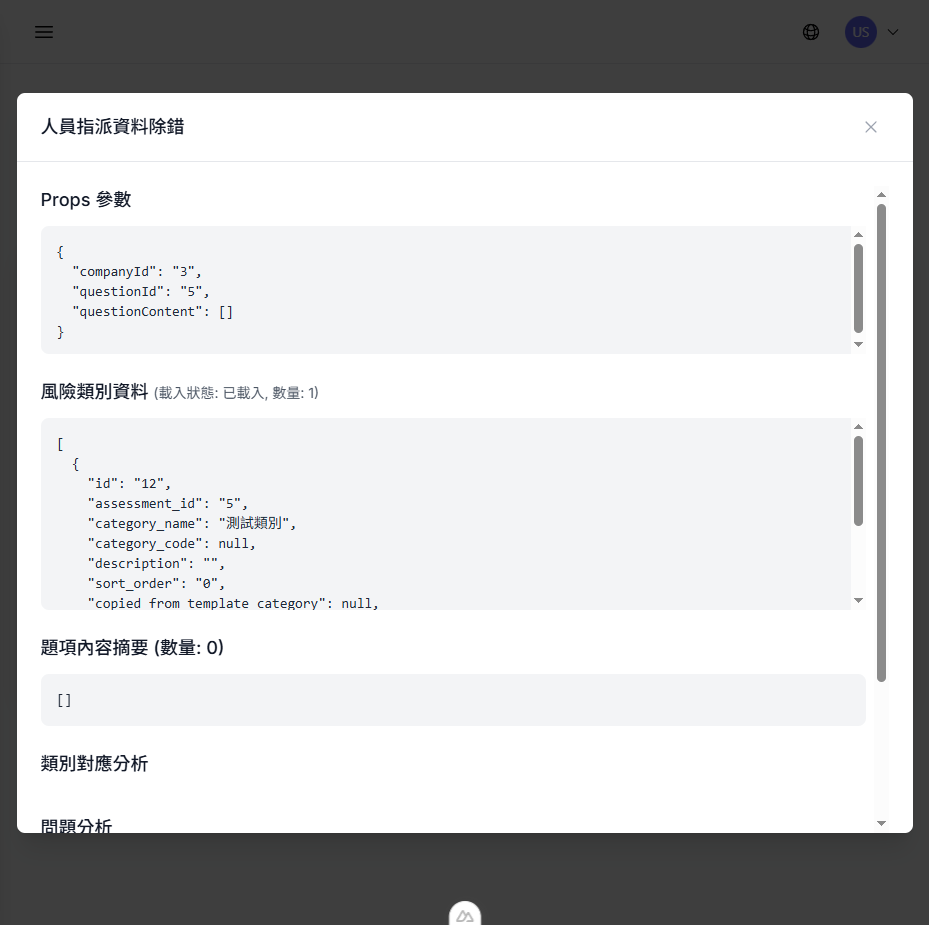 US
人員指派資料除錯
Props 參數
{
"companyId": "3",
"questionId": "5",
"questionContent": []
}
風險類別資料 (載入狀態: 已載入, 數量: 1)
[
{
"id": "12",
"assessment_id": "5",
"category_name": "測試類別",
"category_code": null,
"description": "",
"sort_order": "0",
"copied_from_template_category": null,
題項內容摘要 (數量: 0)
[]
類別對應分析
問題分析